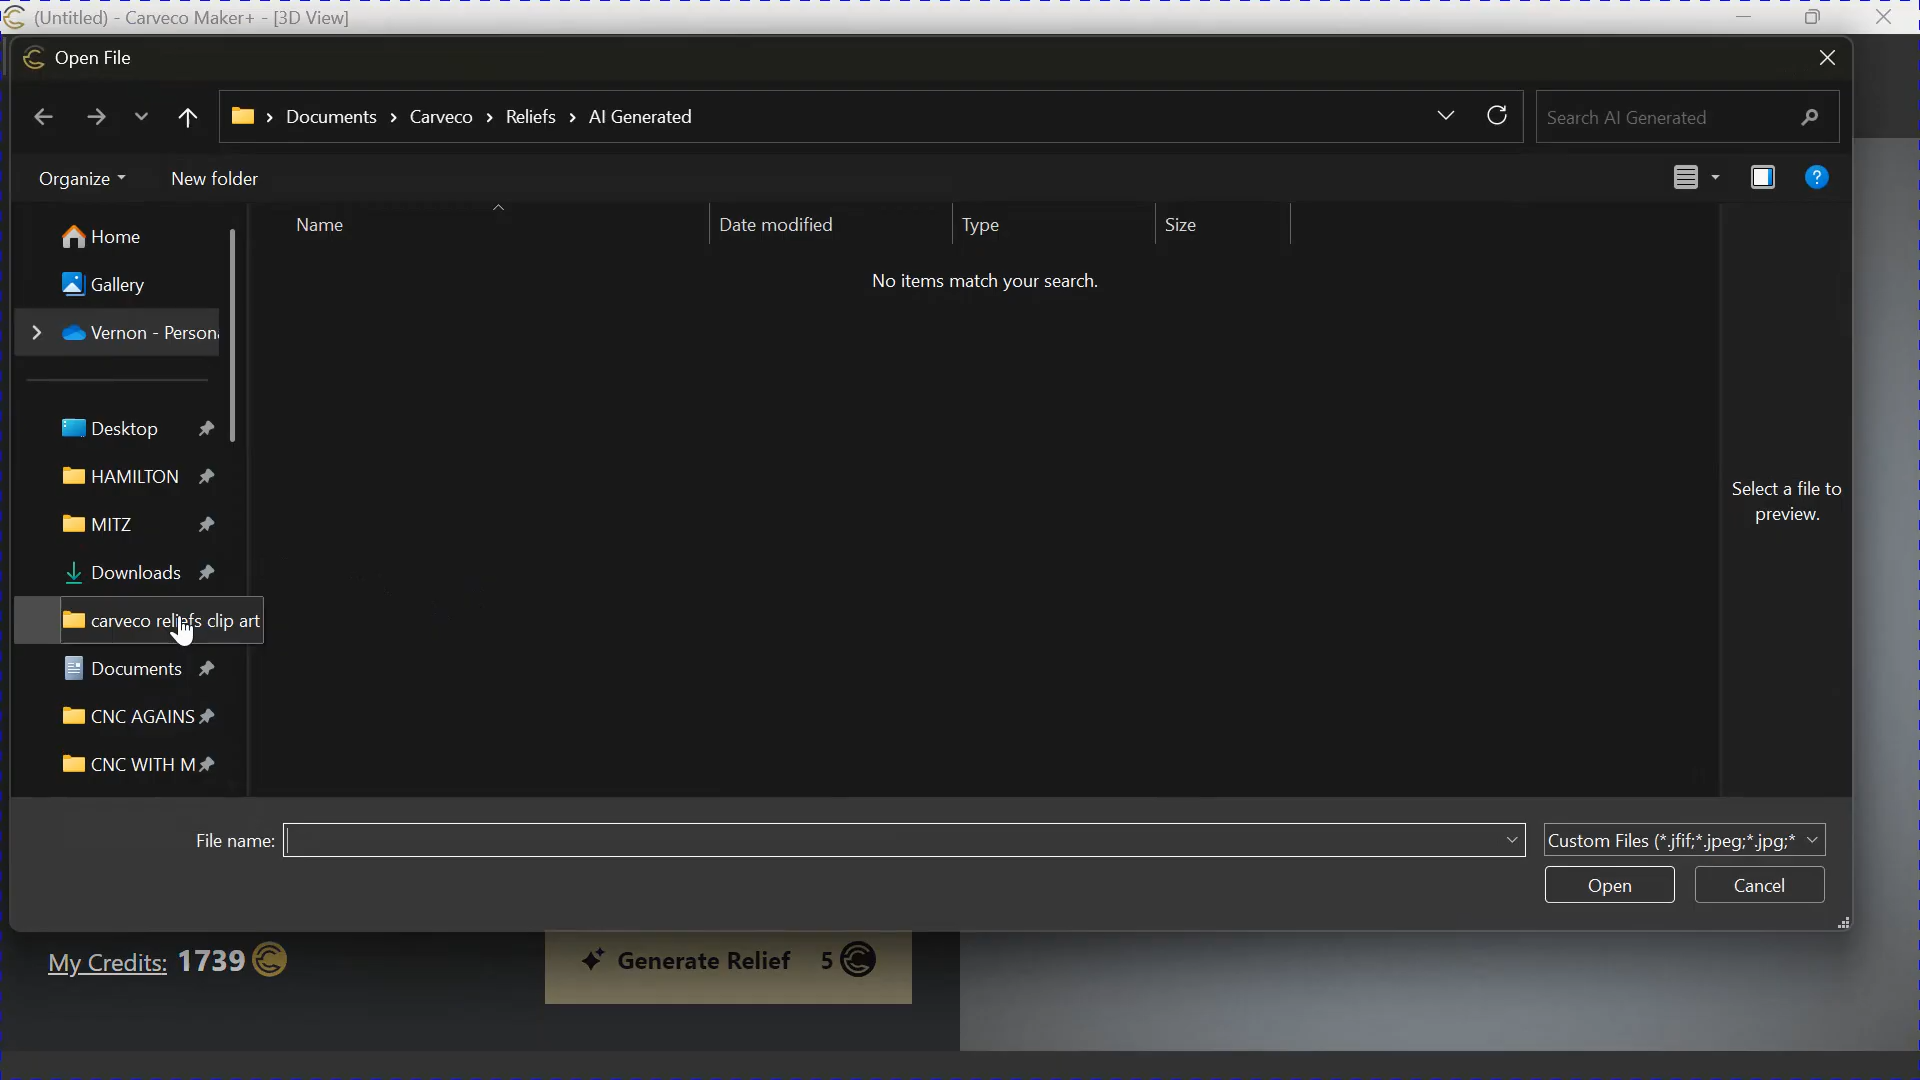 (Untitled) - Carveco Maker+ - [3D View]
Open File
Documents > Carveco > Reliefs > AI Generated
Search AI Generated
Organize
New folder
Name
Date modified
Type
Size
No items match your search.
Home
Gallery
Vernon - Person
Desktop
HAMILTON
MITZ
Downloads
carveco reliefs clip art
Documents
CNC AGAINS
CNC WITH M
Select a file to
preview.
File name:
Custom Files (*.jfif;*.jpeg;*.jpg;*
Open
Cancel
My Credits: 1739
Generate Relief 5